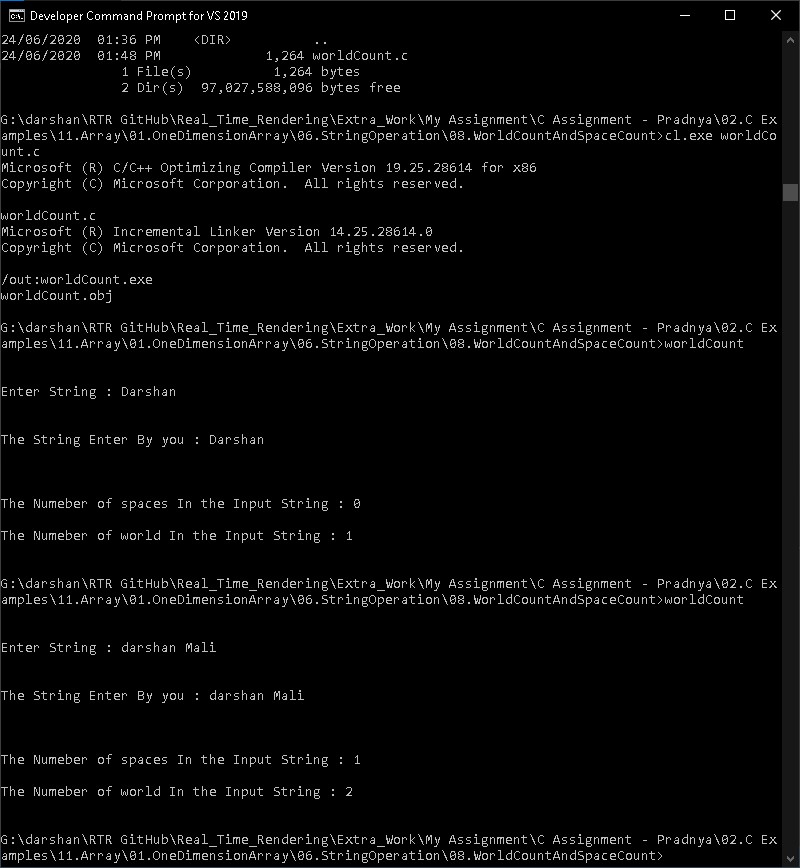 Developer Command Prompt for VS 2019
24/06/2020  01:36 PM    <DIR>          ..
24/06/2020  01:48 PM             1,264 worldCount.c
               1 File(s)          1,264 bytes
               2 Dir(s)  97,027,588,096 bytes free
G:\darshan\RTR GitHub\Real_Time_Rendering\Extra_Work\My Assignment\C Assignment - Pradnya\02.C Ex
amples\11.Array\01.OneDimensionArray\06.StringOperation\08.WorldCountAndSpaceCount>cl.exe worldCo
unt.c
Microsoft (R) C/C++ Optimizing Compiler Version 19.25.28614 for x86
Copyright (C) Microsoft Corporation.  All rights reserved.
worldCount.c
Microsoft (R) Incremental Linker Version 14.25.28614.0
Copyright (C) Microsoft Corporation.  All rights reserved.
/out:worldCount.exe
worldCount.obj
G:\darshan\RTR GitHub\Real_Time_Rendering\Extra_Work\My Assignment\C Assignment - Pradnya\02.C Ex
amples\11.Array\01.OneDimensionArray\06.StringOperation\08.WorldCountAndSpaceCount>worldCount
Enter String : Darshan
The String Enter By you : Darshan
The Numeber of spaces In the Input String : 0
The Numeber of world In the Input String : 1
G:\darshan\RTR GitHub\Real_Time_Rendering\Extra_Work\My Assignment\C Assignment - Pradnya\02.C Ex
amples\11.Array\01.OneDimensionArray\06.StringOperation\08.WorldCountAndSpaceCount>worldCount
Enter String : darshan Mali
The String Enter By you : darshan Mali
The Numeber of spaces In the Input String : 1
The Numeber of world In the Input String : 2
G:\darshan\RTR GitHub\Real_Time_Rendering\Extra_Work\My Assignment\C Assignment - Pradnya\02.C Ex
amples\11.Array\01.OneDimensionArray\06.StringOperation\08.WorldCountAndSpaceCount>